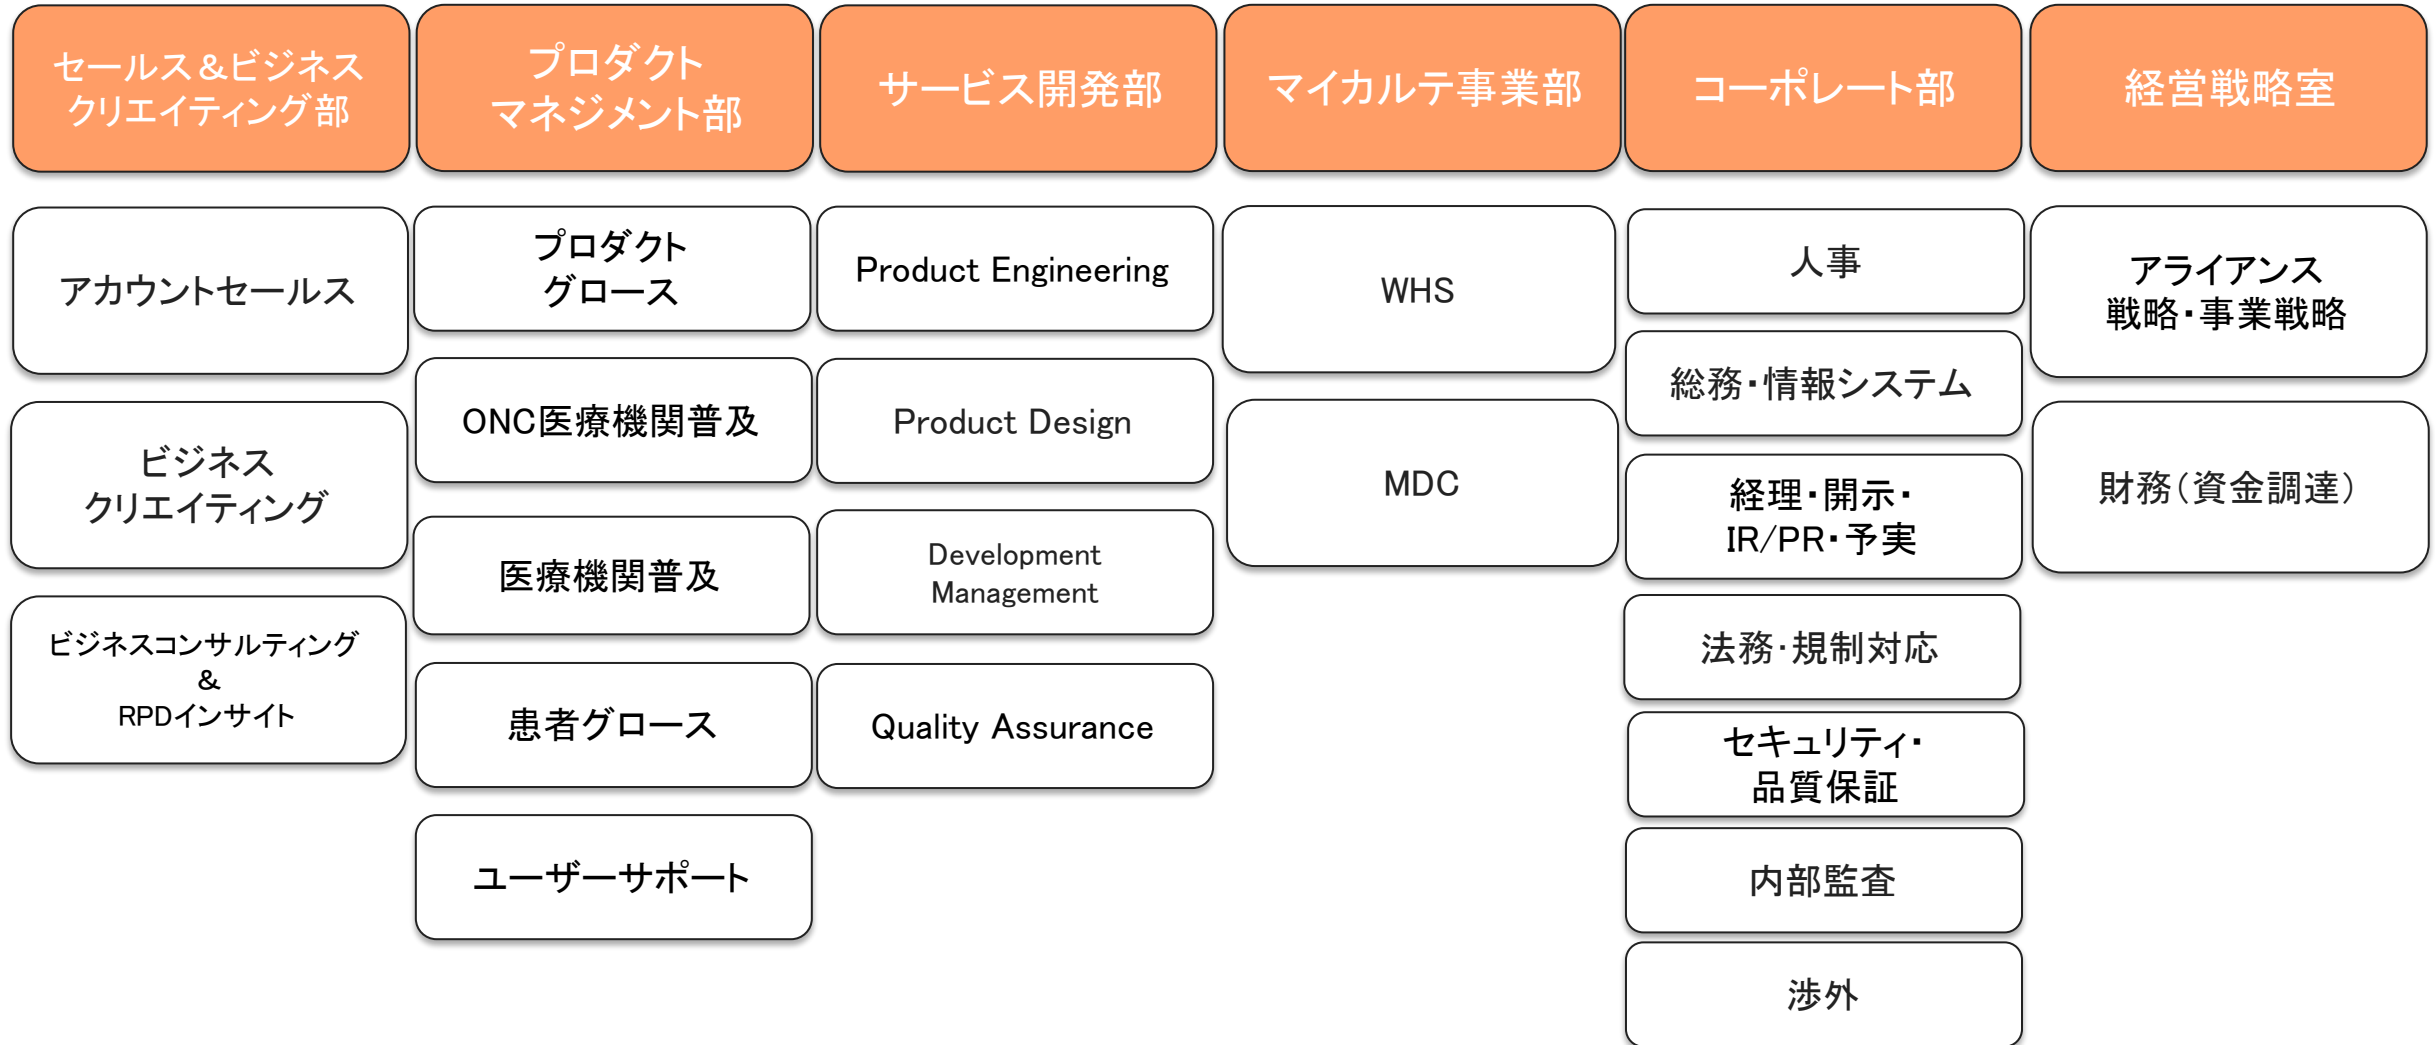 セールス&ビジネス
クリエイティング部
プロダクト
マネジメント部
サービス開発部
マイカルテ事業部
コーポレート部
経営戦略室
アカウントセールス
ビジネス
クリエイティング
ビジネスコンサルティング
&
RPDインサイト
プロダクト
グロース
ONC医療機関普及
医療機関普及
患者グロース
ユーザーサポート
Product Engineering
Product Design
Development
Management
Quality Assurance
WHS
MDC
人事
総務・情報システム
経理・開示・
IR/PR・予実
法務・規制対応
セキュリティ・
品質保証
内部監査
渉外
アライアンス
戦略・事業戦略
財務（資金調達）